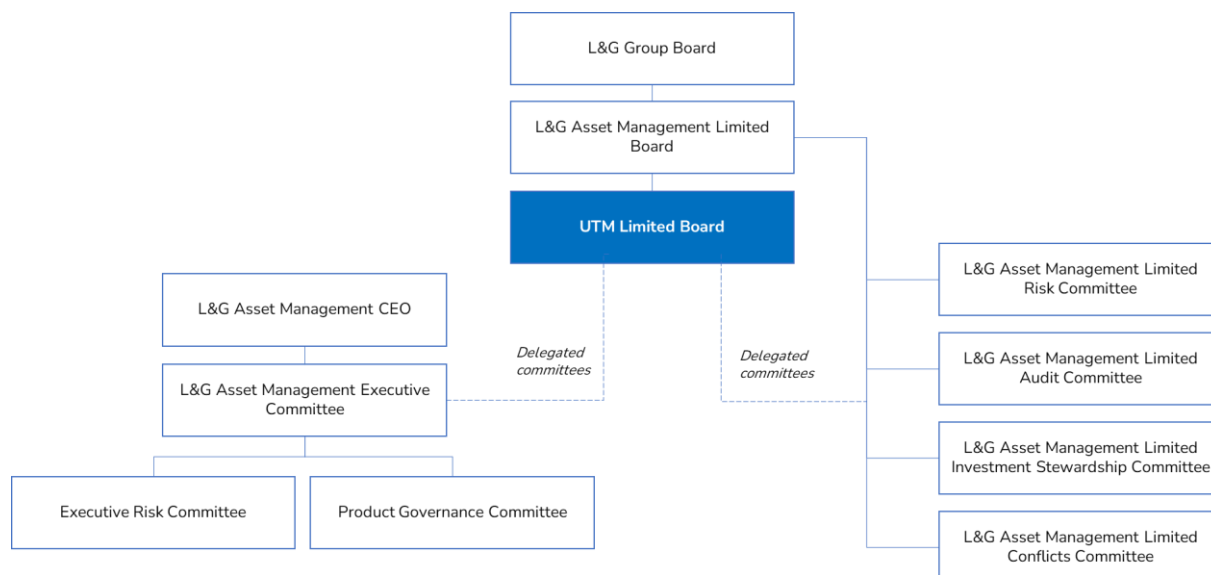 L&G Group Board
L&G Asset Management Limited
Board
UTM Limited Board
L&G Asset Management CEO
Delegated
committees
L&G Asset Management Executive
Committee
Executive Risk Committee
Product Governance Committee
Delegated
committees
L&G Asset Management Limited
Risk Committee
L&G Asset Management Limited
Audit Committee
L&G Asset Management Limited
Investment Stewardship Committee
L&G Asset Management Limited
Conflicts Committee